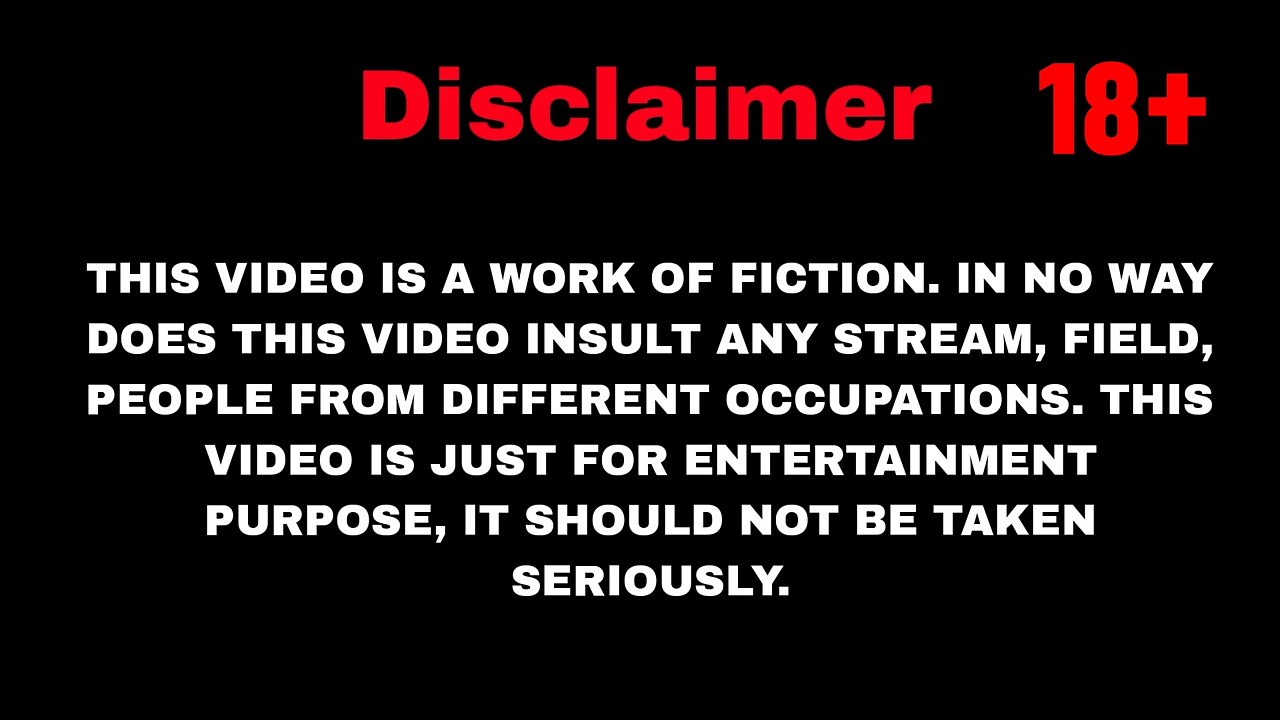 Disclaimer 18+
THIS VIDEO IS A WORK OF FICTION. IN NO WAY
DOES THIS VIDEO INSULT ANY STREAM, FIELD,
PEOPLE FROM DIFFERENT OCCUPATIONS. THIS
VIDEO IS JUST FOR ENTERTAINMENT
PURPOSE, IT SHOULD NOT BE TAKEN
SERIOUSLY.